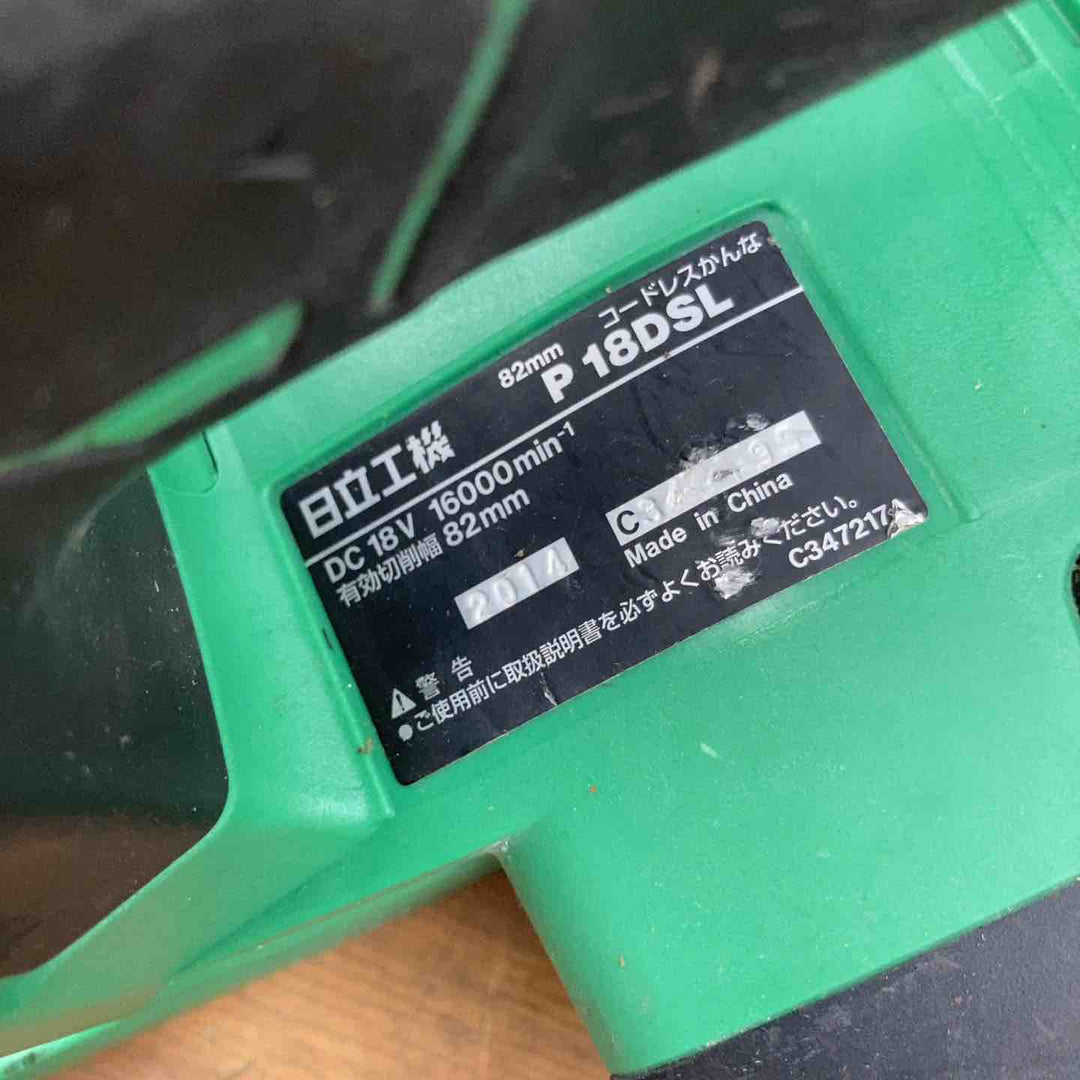 82mm コードレスかんな
日立工機 P 18DSL
DC 18V 16000min-1
有効切削幅 82mm
2014
Made in China
警告
●ご使用前に取扱説明書を必ずよくお読みください。
C347217